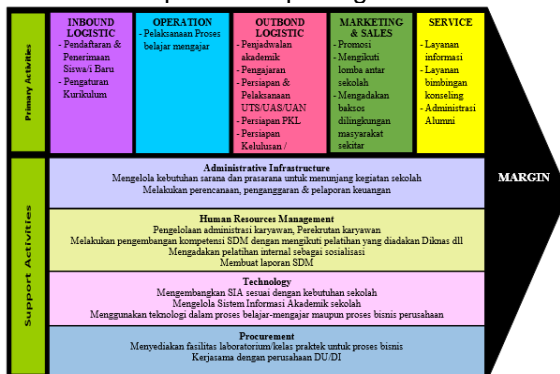 Primary Activities
INBOUND
LOGISTIC
- Pendaftaran &
Penerimaan
Siswa/i Baru
- Pengaturan
Kurikulum
OPERATION
- Pelaksanaan Proses
belajar mengajar
OUTBOND
LOGISTIC
- Penjadwalan
akademik
- Pengajaran
- Persiapan &
Pelaksanaan
UTS/UAS/UAN
- Persiapan PKL
- Persiapan
Kelulusan /
MARKETING
& SALES
- Promosi
- Mengikuti
lomba antar
sekolah
- Mengadakan
baksos
dilingkungan
masyarakat
sekitar
SERVICE
- Layanan
informasi
- Layanan
bimbingan
konseling
- Administrasi
Alumni
MARGIN
Support Activities
Administrative Infrastructure
Mengelola kebutuhan sarana dan prasarana untuk menunjang kegiatan sekolah
Melakukan perencanaan, penganggaran & pelaporan keuangan
Human Resources Management
Pengelolaan administrasi karyawan, Perekrutan karyawan
Melakukan pengembangan kompetensi SDM dengan mengikuti pelatihan yang diadakan Diknas dll
Mengadakan pelatihan internal sebagai sosialisasi
Membuat laporan SDM
Technology
Mengembangkan SIA sesuai dengan kebutuhan sekolah
Mengelola Sistem Informasi Akademik sekolah
Menggunakan teknologi dalam proses belajar-mengajar maupun proses bisnis perusahaan
Procurement
Menyediakan fasilitas laboratorium/kelas praktek untuk proses bisnis
Kerjasama dengan perusahaan DU/DI